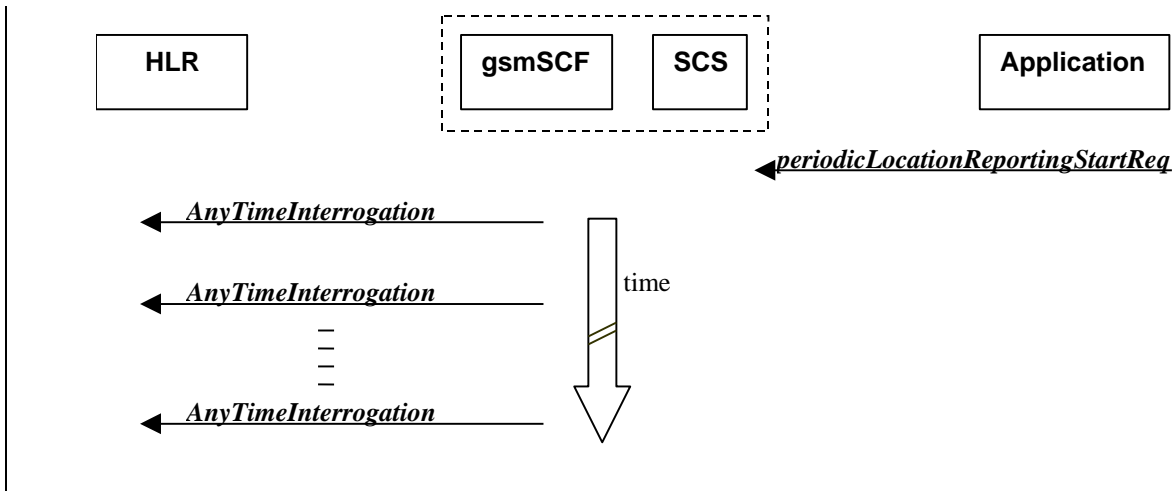 HLR
gsmSCF
SCS
Application
periodicLocationReportingStartReq
AnyTimeInterrogation
AnyTimeInterrogation
time
AnyTimeInterrogation